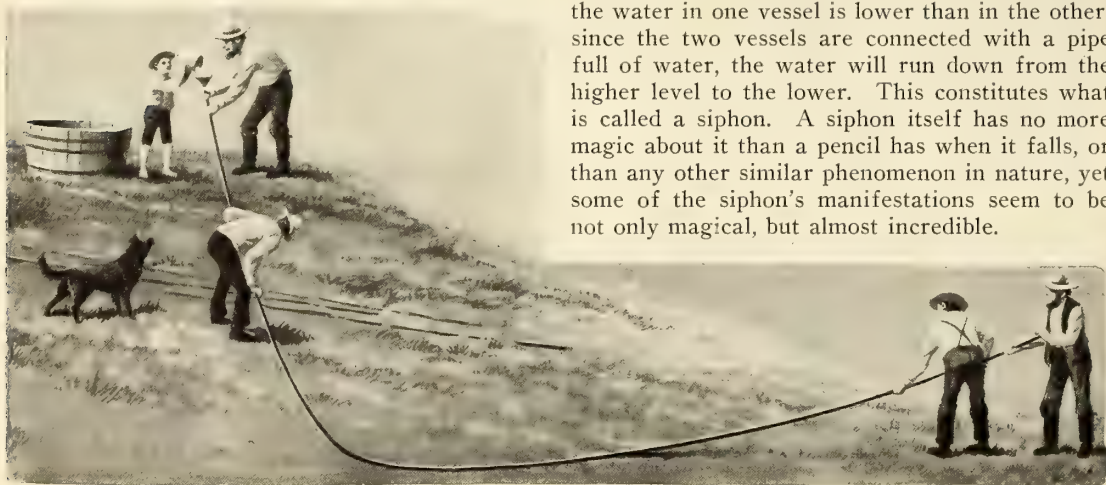 the water in one vessel is lower than in the other
since the two vessels are connected with a pipe
full of water, the water will run down from the
higher level to the lower. This constitutes what
is called a siphon. A siphon itself has no more
magic about it than a pencil has when it falls, or
than any other similar phenomenon in nature, yet
some of the siphon's manifestations seem to be
not only magical, but almost incredible.